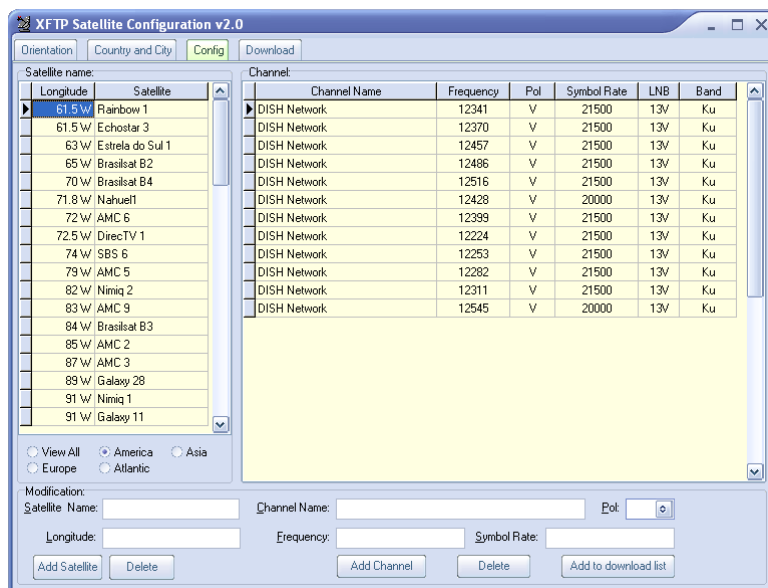 XFTP Satellite Configuration v2.0
Orientation Country and City Config Download
Satellite name:
Longitude Satellite
61.5 W Rainbow 1
61.5 W Echostar 3
63 W Estrela do Sul 1
65 W Brasilsat B2
70 W Brasilsat B4
71.8 W Nahuel1
72 W AMC 6
72.5 W DirecTV 1
74 W SBS 6
79 W AMC 5
82 W Nimiq 2
83 W AMC 9
84 W Brasilsat B3
85 W AMC 2
87 W AMC 3
89 W Galaxy 28
91 W Nimiq 1
91 W Galaxy 11
View All America Asia
Europe Atlantic
Channel:
Channel Name Frequency Pol Symbol Rate LNB Band
DISH Network 12341 V 21500 13V Ku
DISH Network 12370 V 21500 13V Ku
DISH Network 12457 V 21500 13V Ku
DISH Network 12486 V 21500 13V Ku
DISH Network 12516 V 21500 13V Ku
DISH Network 12428 V 20000 13V Ku
DISH Network 12399 V 21500 13V Ku
DISH Network 12224 V 21500 13V Ku
DISH Network 12253 V 21500 13V Ku
DISH Network 12282 V 21500 13V Ku
DISH Network 12311 V 21500 13V Ku
DISH Network 12545 V 20000 13V Ku
Modification:
Satellite Name: Channel Name: Pol:
Longitude: Frequency: Symbol Rate:
Add Satellite Delete Add Channel Delete Add to download list